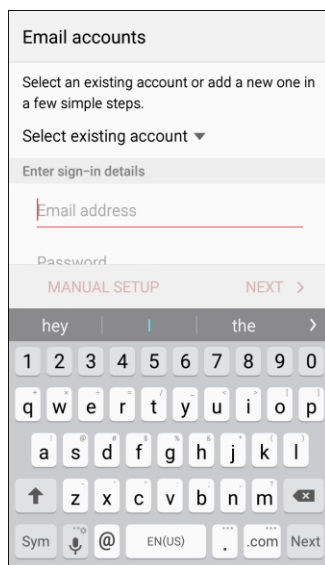 Email accounts
Select an existing account or add a new one in
a few simple steps.
Select existing account
Enter sign-in details
Email address
Password
MANUAL SETUP NEXT >
hey I the >
1 2 3 4 5 6 7 8 9 0
q w e r t y u i o p
a s d f g h j k l
z x c v b n m
Sym @ EN(US) . .com Next